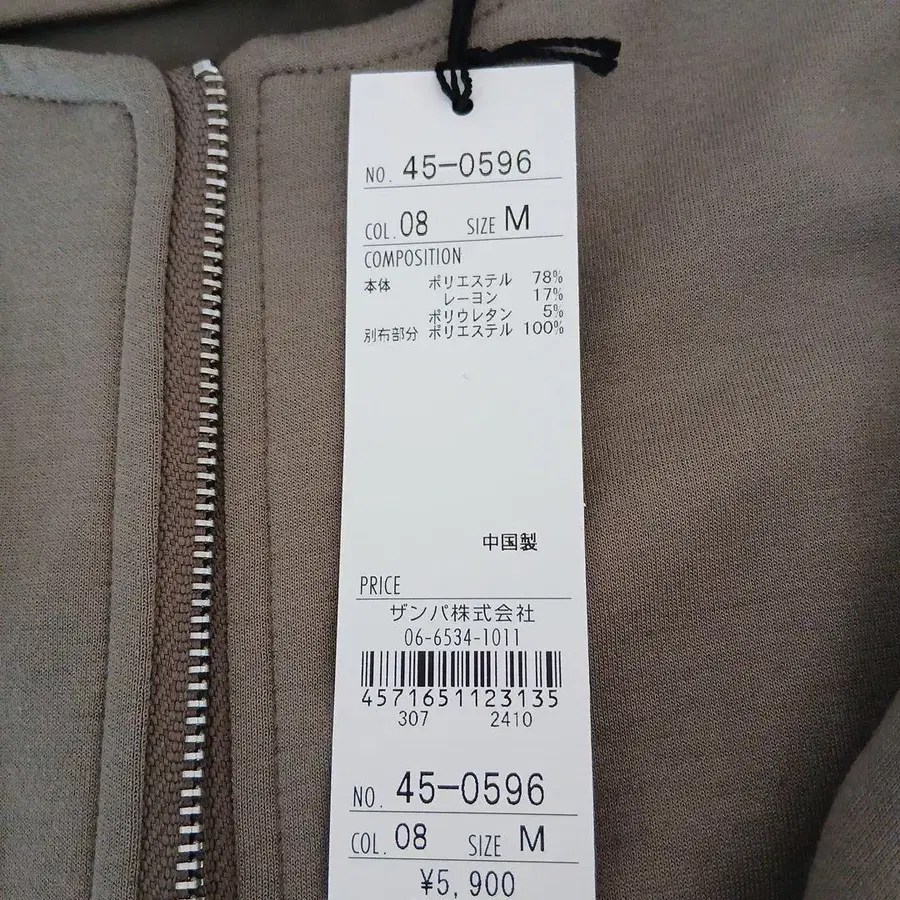 NO. 45-0596
COL. 08 SIZE M
COMPOSITION
本体 ポリエステル 78%
レーヨン 17%
ポリウレタン 5%
別布部分 ポリエステル 100%
中国製
PRICE
ザンパ株式会社
06-6534-1011
4571651123135
307 2410
NO. 45-0596
COL. 08 SIZE M
¥5,900